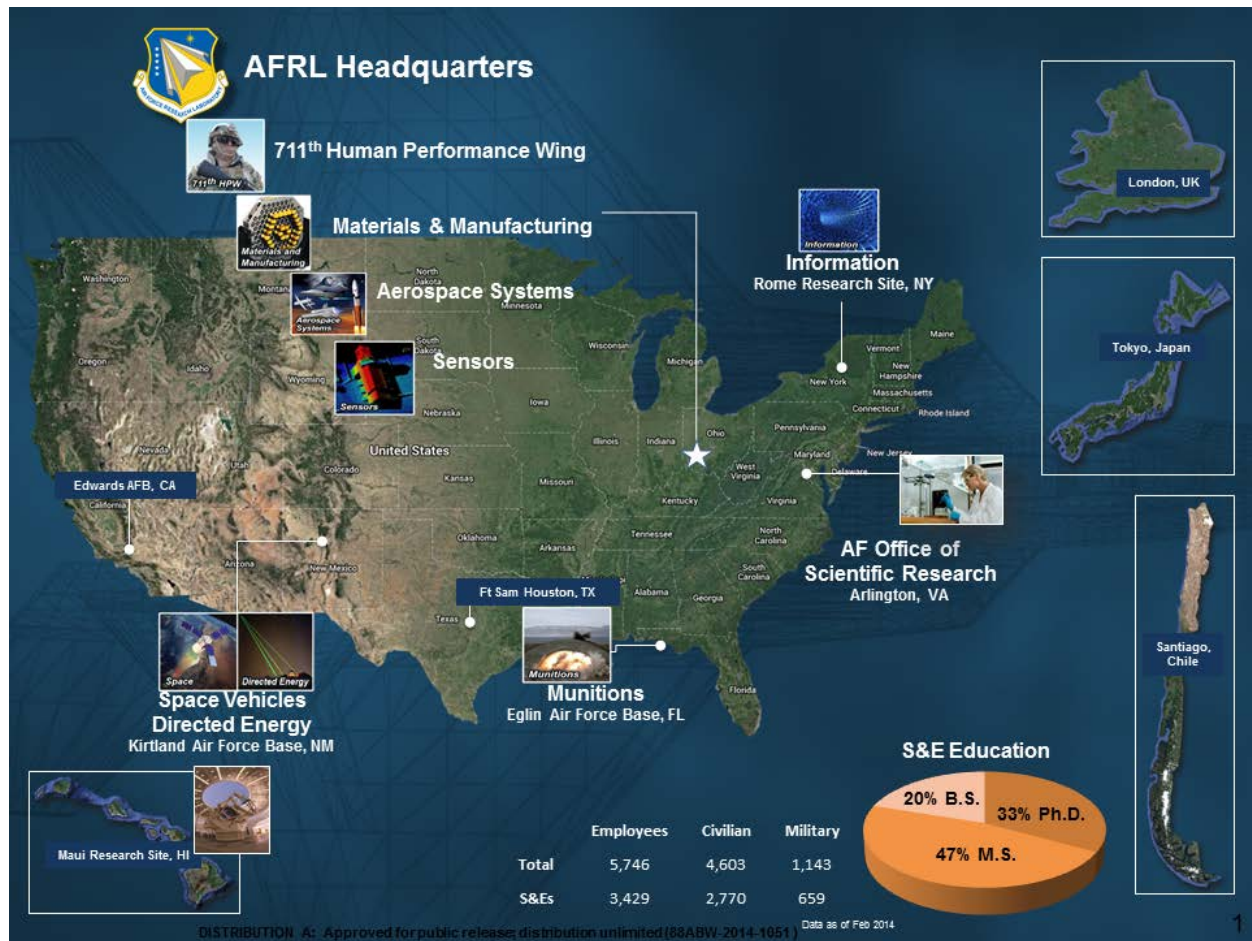 AFRL Headquarters
AIR FORCE RESEARCH LABORATORY
711th Human Performance Wing
711th HPW
Materials & Manufacturing
Materials and
Manufacturing
Aerospace Systems
Aerospace
Systems
Sensors
Sensors
Information
Information
Rome Research Site, NY
London, UK
Tokyo, Japan
Santiago,
Chile
Washington
Montana
North
Dakota
Minnesota
Oregon
Idaho
Wyoming
South
Dakota
Wisconsin
Michigan
Maine
Vermont
New
Hampshire
New York
Massachusetts
Connecticut
Rhode Island
Nebraska
Iowa
Illinois
Indiana
Ohio
Pennsylvania
Nevada
Utah
Colorado
United States
Kansas
Missouri
Kentucky
West
Virginia
Maryland
New Jersey
Delaware
Virginia
Edwards AFB, CA
California
Arizona
New Mexico
Oklahoma
Arkansas
Tennessee
North
Carolina
South
Carolina
Alabama
Georgia
Texas
Florida
Ft Sam Houston, TX
AF Office of
Scientific Research
Arlington, VA
Space
Directed Energy
Space Vehicles
Directed Energy
Kirtland Air Force Base, NM
Munitions
Munitions
Eglin Air Force Base, FL
Maui Research Site, HI
S&E Education
20% B.S.
33% Ph.D.
47% M.S.
Employees Civilian Military
Total 5,746 4,603 1,143
S&Es 3,429 2,770 659
Data as of Feb 2014
DISTRIBUTION A: Approved for public release; distribution unlimited (88ABW-2014-1051)
1